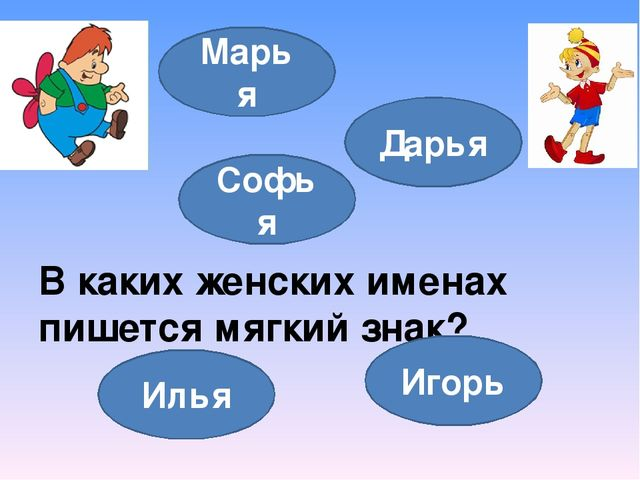 Марь
я
Дарья
Софь
я
В каких женских именах
пишется мягкий знак?
Илья
Игорь